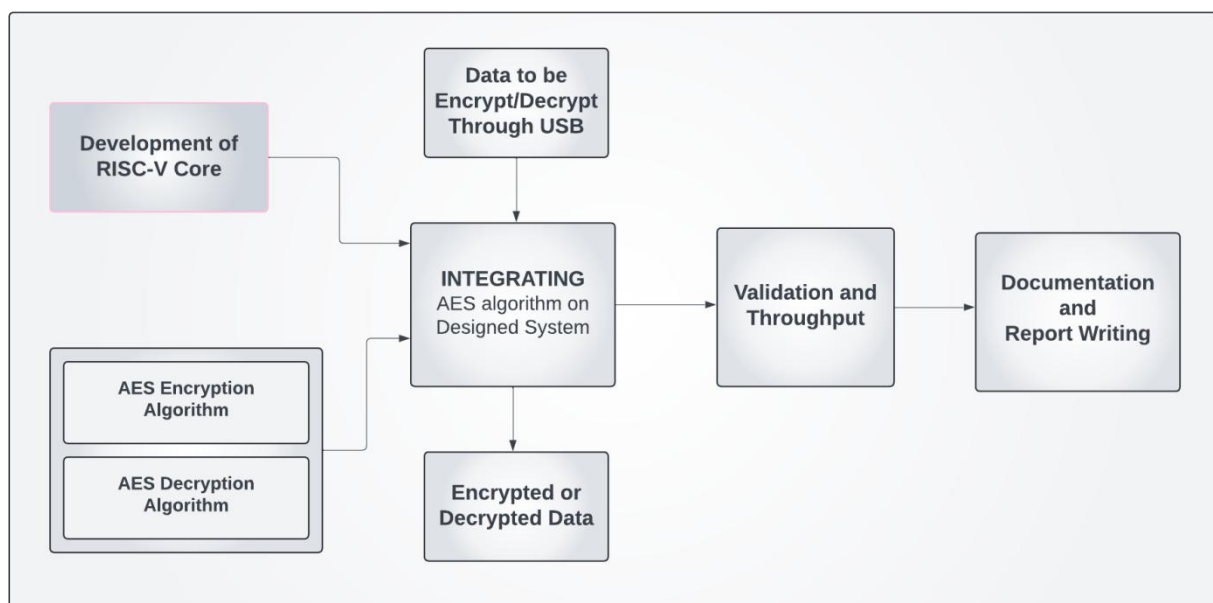 Data to be
Encrypt/Decrypt
Through USB
Development of
RISC-V Core
INTEGRATING
AES algorithm on
Designed System
Validation and
Throughput
Documentation
and
Report Writing
AES Encryption
Algorithm
AES Decryption
Algorithm
Encrypted or
Decrypted Data